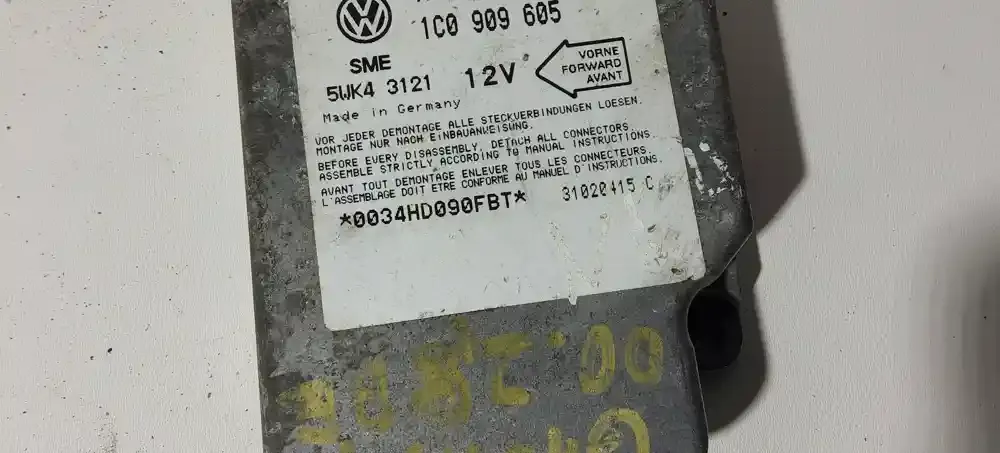 1C0 909 605
SME
5WK4 3121 12V
VORNE
FORWARD
AVANT
Made in Germany
VOR JEDER DEMONTAGE ALLE STECKVERBINDUNGEN LOESEN.
MONTAGE NUR NACH EINBAUANWEISUNG.
BEFORE EVERY DISASSEMBLY, DETACH ALL CONNECTORS.
ASSEMBLE STRICTLY ACCORDING TO MANUAL INSTRUCTIONS.
AVANT TOUT DEMONTAGE ENLEVER TOUS LES CONNECTEURS.
L'ASSEMBLAGE DOIT ETRE CONFORME AU MANUEL D'INSTRUCTIONS.
*0034HD090FBT* 31020415 C